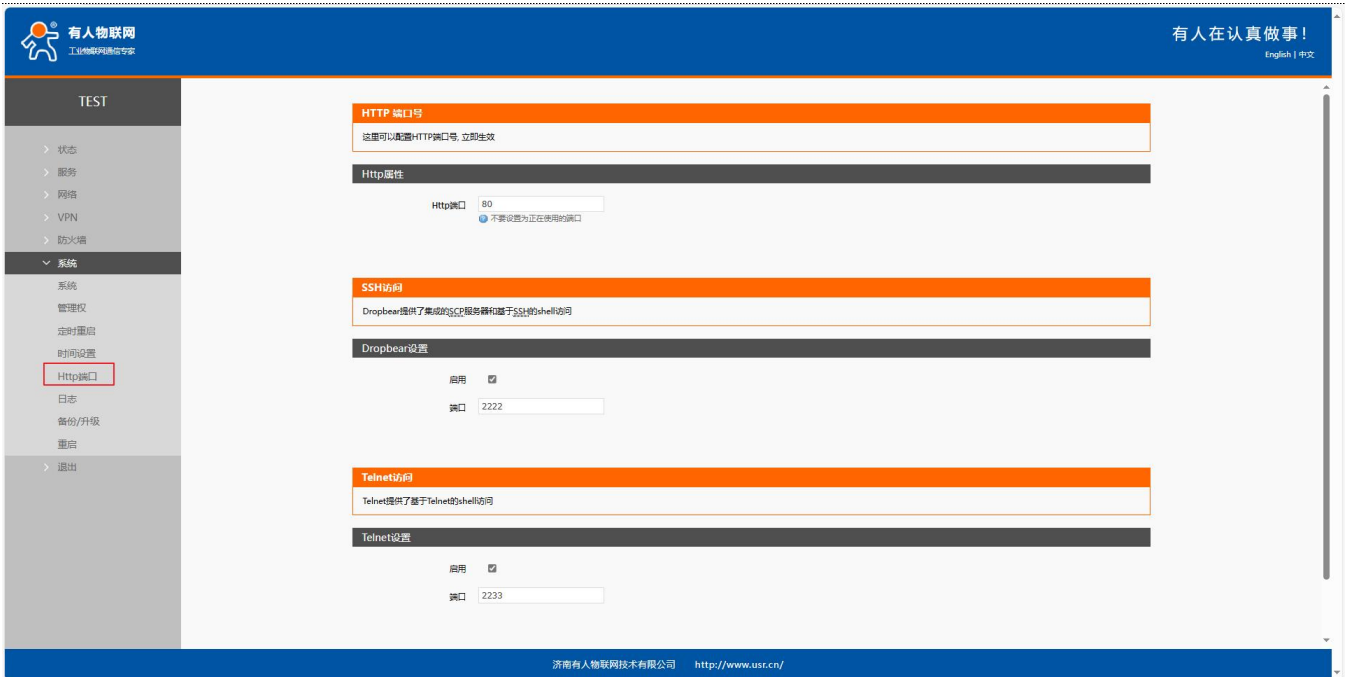 有人物联网
工业物联网通信专家
有人在认真做事!
English | 中文
TEST
状态
服务
网络
VPN
防火墙
系统
系统
管理权
定时重启
时间设置
Http端口
日志
备份/升级
重启
退出
HTTP 端口号
这里可以配置HTTP端口号, 立即生效
Http属性
Http端口 80
不要设置为正在使用的端口
SSH访问
Dropbear提供了集成的SCP服务器和基于SSH的shell访问
Dropbear设置
启用
端口 2222
Telnet访问
Telnet提供了基于Telnet的shell访问
Telnet设置
启用
端口 2233
济南有人物联网技术有限公司 http://www.usr.cn/